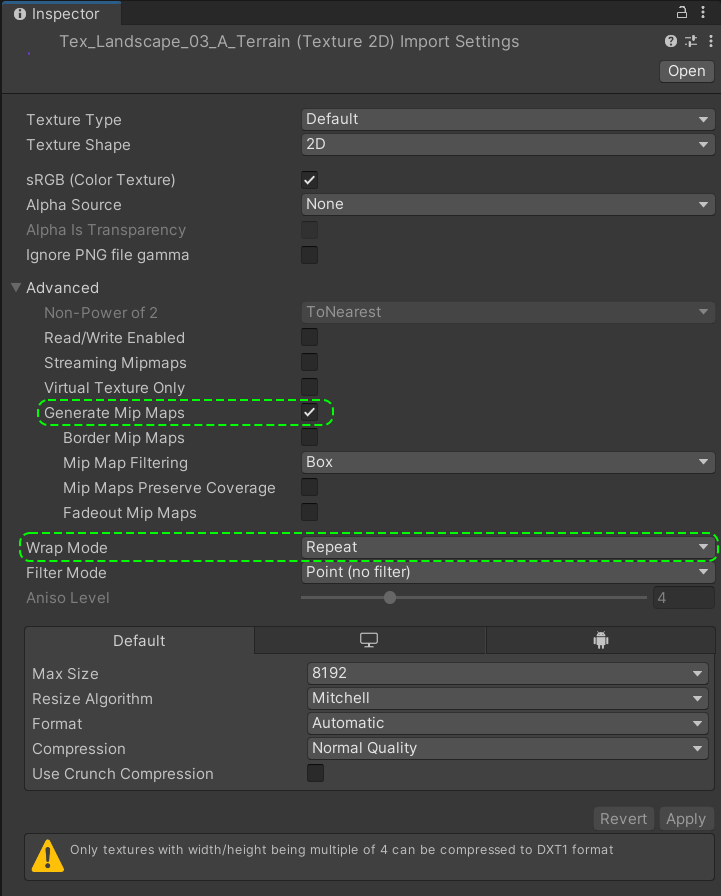 Inspector
Tex_Landscape_03_A_Terrain (Texture 2D) Import Settings
Open
Texture Type Default
Texture Shape 2D
sRGB (Color Texture)
Alpha Source None
Alpha Is Transparency
Ignore PNG file gamma
Advanced
Non-Power of 2 ToNearest
Read/Write Enabled
Streaming Mipmaps
Virtual Texture Only
Generate Mip Maps
Border Mip Maps
Mip Map Filtering Box
Mip Maps Preserve Coverage
Fadeout Mip Maps
Wrap Mode Repeat
Filter Mode Point (no filter)
Aniso Level 4
Default
Max Size 8192
Resize Algorithm Mitchell
Format Automatic
Compression Normal Quality
Use Crunch Compression
Revert Apply
Only textures with width/height being multiple of 4 can be compressed to DXT1 format